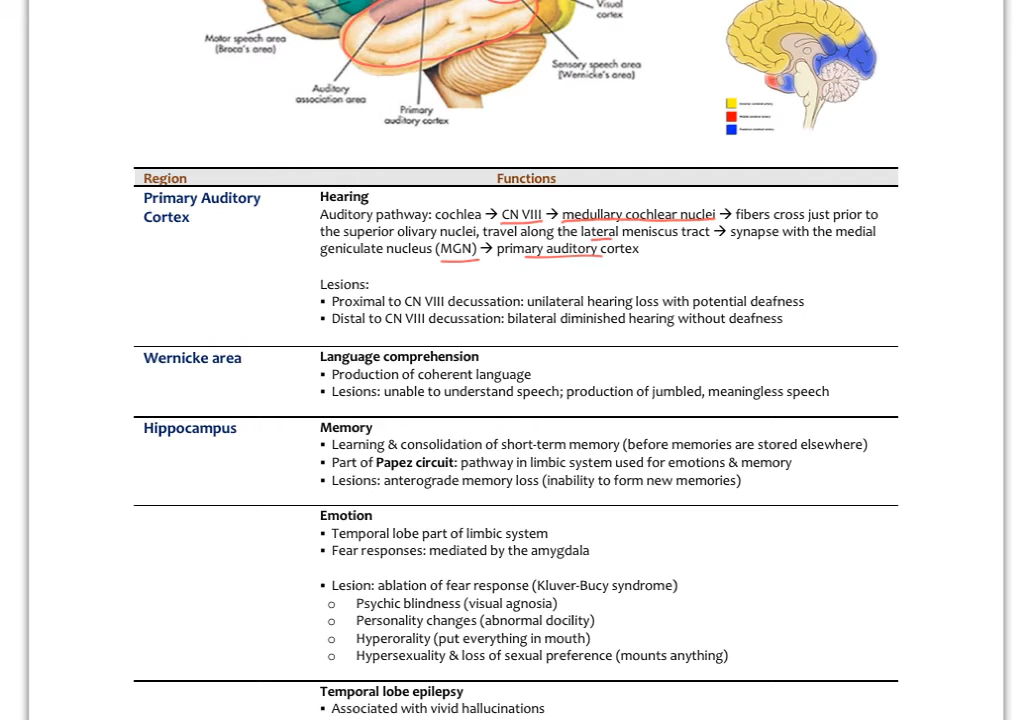 Visual
cortex
Motor speech area
(Broca's area)
Sensory speech area
(Wernicke's area)
Auditory
association area
Primary
auditory cortex
Region Functions
Primary Auditory
Cortex
Hearing
Auditory pathway: cochlea → CN VIII → medullary cochlear nuclei → fibers cross just prior to
the superior olivary nuclei, travel along the lateral meniscus tract → synapse with the medial
geniculate nucleus (MGN) → primary auditory cortex
Lesions:
▪ Proximal to CN VIII decussation: unilateral hearing loss with potential deafness
▪ Distal to CN VIII decussation: bilateral diminished hearing without deafness
Wernicke area
Language comprehension
▪ Production of coherent language
▪ Lesions: unable to understand speech; production of jumbled, meaningless speech
Hippocampus
Memory
▪ Learning & consolidation of short-term memory (before memories are stored elsewhere)
▪ Part of Papez circuit: pathway in limbic system used for emotions & memory
▪ Lesions: anterograde memory loss (inability to form new memories)
Emotion
▪ Temporal lobe part of limbic system
▪ Fear responses: mediated by the amygdala
▪ Lesion: ablation of fear response (Kluver-Bucy syndrome)
o Psychic blindness (visual agnosia)
o Personality changes (abnormal docility)
o Hyperorality (put everything in mouth)
o Hypersexuality & loss of sexual preference (mounts anything)
Temporal lobe epilepsy
▪ Associated with vivid hallucinations